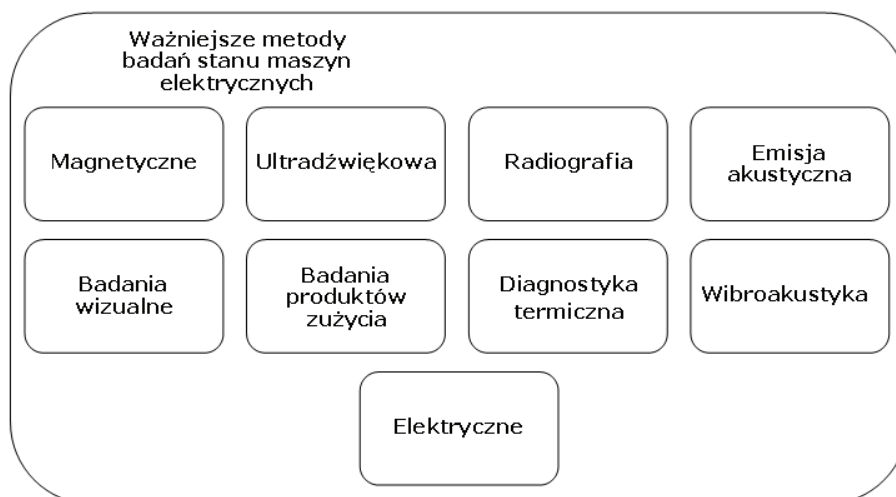 Ważniejsze metody
badań stanu maszyn
elektrycznych
Magnetyczne
Ultradźwiękowa
Radiografia
Emisja
akustyczna
Badania
wizualne
Badania
produktów
zużycia
Diagnostyka
termiczna
Wibroakustyka
Elektryczne